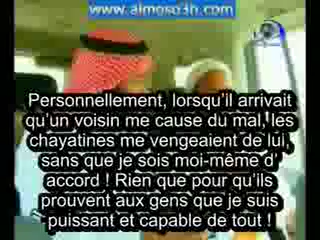 www.almoso3h.com
Personnellement, lorsqu'il arrivait
qu'un voisin me cause du mal, les
chayatines me vengeaient de lui,
sans que je sois moi-même d'
accord ! Rien que pour qu'ils
prouvent aux gens que je suis
puissant et capable de tout !